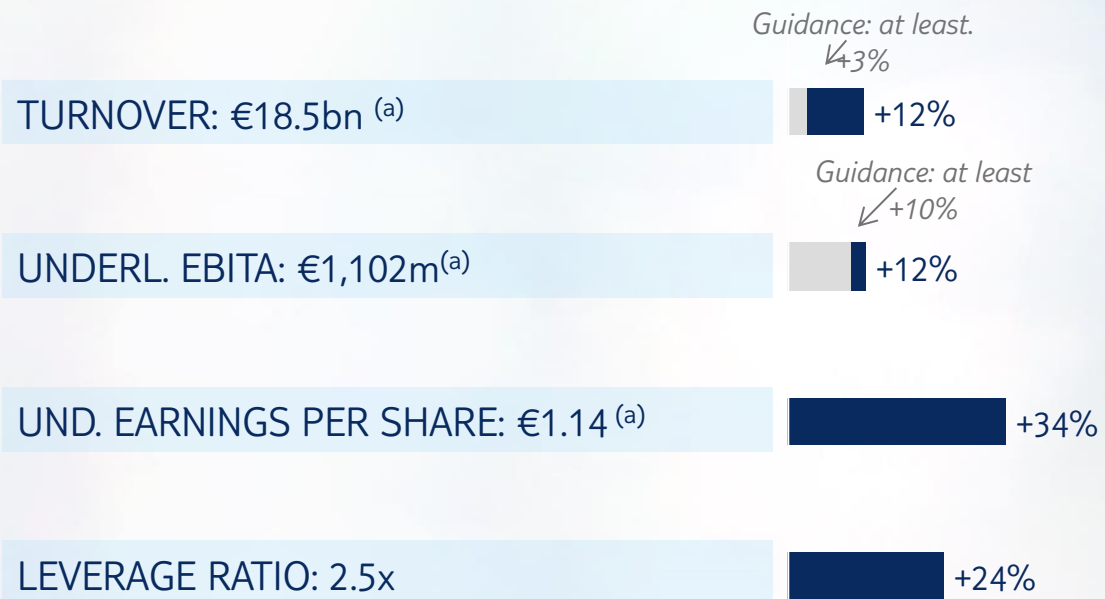 Guidance: at least.
+3%
TURNOVER: €18.5bn (a)
+12%
Guidance: at least
+10%
UNDERL. EBITA: €1,102m(a)
+12%
UND. EARNINGS PER SHARE: €1.14 (a)
+34%
LEVERAGE RATIO: 2.5x
+24%